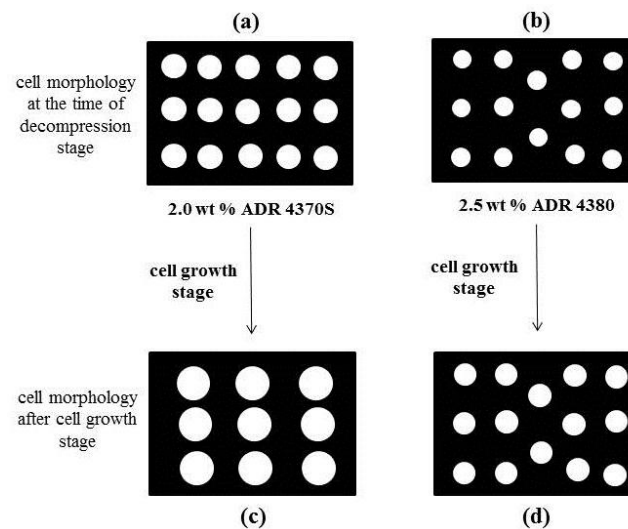 (a)
(b)
cell morphology
at the time of
decompression
stage
2.0 wt % ADR 4370S
2.5 wt % ADR 4380
cell growth
stage
cell growth
stage
cell morphology
after cell growth
stage
(c)
(d)